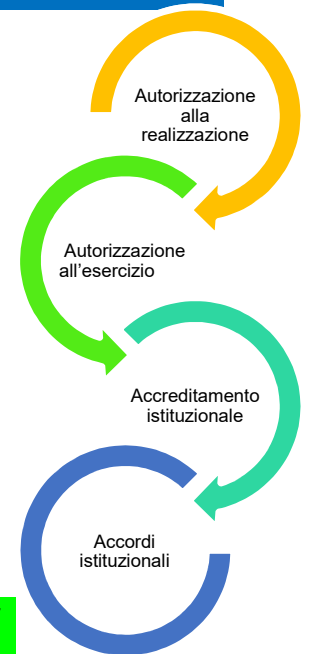 Autorizzazione
alla
realizzazione
Autorizzazione
all'esercizio
Accreditamento
istituzionale
Accordi
istituzionali